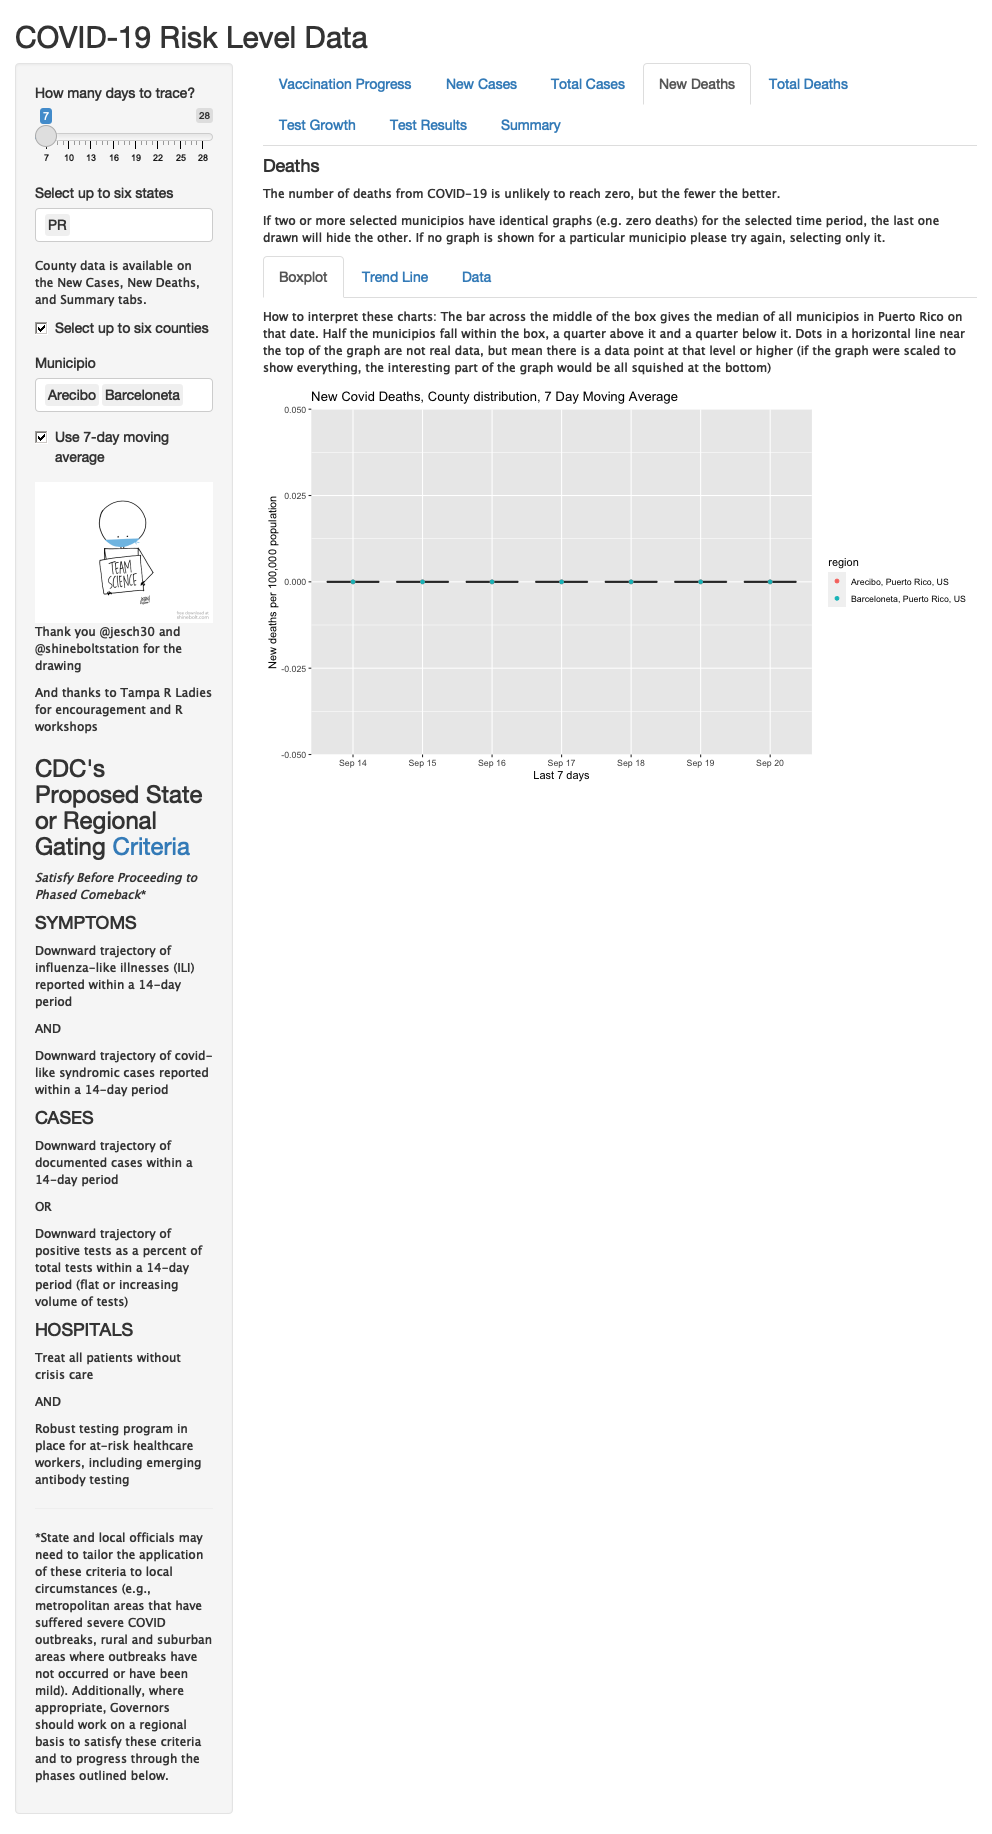 COVID-19 Risk Level Data
How many days to trace?
7 28
7 10 13 16 19 22 25 28
Select up to six states
PR
County data is available on
the New Cases, New Deaths,
and Summary tabs.
Select up to six counties
Municipio
Arecibo Barceloneta
Use 7-day moving
average
TEAM
SCIENCE
Thank you @jesch30 and
@shineboltstation for the
drawing
And thanks to Tampa R Ladies
for encouragement and R
workshops
CDC's
Proposed State
or Regional
Gating Criteria
Satisfy Before Proceeding to
Phased Comeback*
SYMPTOMS
Downward trajectory of
influenza-like illnesses (ILI)
reported within a 14-day
period
AND
Downward trajectory of covid-
like syndromic cases reported
within a 14-day period
CASES
Downward trajectory of
documented cases within a
14-day period
OR
Downward trajectory of
positive tests as a percent of
total tests within a 14-day
period (flat or increasing
volume of tests)
HOSPITALS
Treat all patients without
crisis care
AND
Robust testing program in
place for at-risk healthcare
workers, including emerging
antibody testing
*State and local officials may
need to tailor the application
of these criteria to local
circumstances (e.g.,
metropolitan areas that have
suffered severe COVID
outbreaks, rural and suburban
areas where outbreaks have
not occurred or have been
mild). Additionally, where
appropriate, Governors
should work on a regional
basis to satisfy these criteria
and to progress through the
phases outlined below.
Vaccination Progress New Cases Total Cases New Deaths Total Deaths
Test Growth Test Results Summary
Deaths
The number of deaths from COVID-19 is unlikely to reach zero, but the fewer the better.
If two or more selected municipios have identical graphs (e.g. zero deaths) for the selected time period, the last one
drawn will hide the other. If no graph is shown for a particular municipio please try again, selecting only it.
Boxplot Trend Line Data
How to interpret these charts: The bar across the middle of the box gives the median of all municipios in Puerto Rico on
that date. Half the municipios fall within the box, a quarter above it and a quarter below it. Dots in a horizontal line near
the top of the graph are not real data, but mean there is a data point at that level or higher (if the graph were scaled to
show everything, the interesting part of the graph would be all squished at the bottom)
New Covid Deaths, County distribution, 7 Day Moving Average
New deaths per 100,000 population
0.050
0.025
0.000
-0.025
-0.050
Sep 14 Sep 15 Sep 16 Sep 17 Sep 18 Sep 19 Sep 20
Last 7 days
region
Arecibo, Puerto Rico, US
Barceloneta, Puerto Rico, US